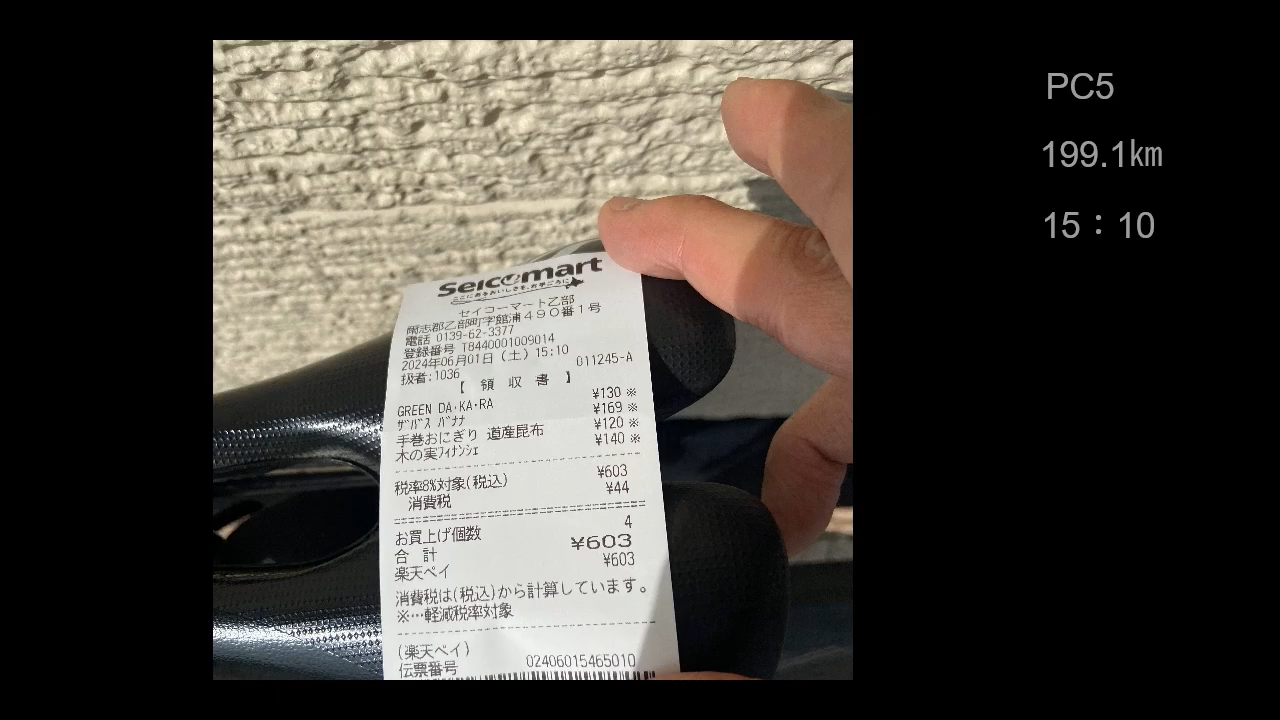 Seicomart
ここにあるおいしさを、お手ごろに
セイコーマート乙部
爾志郡乙部町字館浦490番1号
電話 0139-62-3377
登録番号 T8440001009014
2024年06月01日（土）15:10
扱者:1036 011245-A
【 領 収 書 】
GREEN DA・KA・RA ¥130 ※
ｻﾞﾊﾞｽ ﾊﾞﾅﾅ ¥169 ※
手巻おにぎり 道産昆布 ¥120 ※
木の実ﾌｨﾅﾝｼｪ ¥140 ※
税率8%対象(税込) ¥603
消費税 ¥44
お買上げ個数 4
合 計 ¥603
楽天ペイ ¥603
消費税は(税込)から計算しています。
※…軽減税率対象
(楽天ペイ)
伝票番号 02406015465010
PC5
199.1㎞
15：10